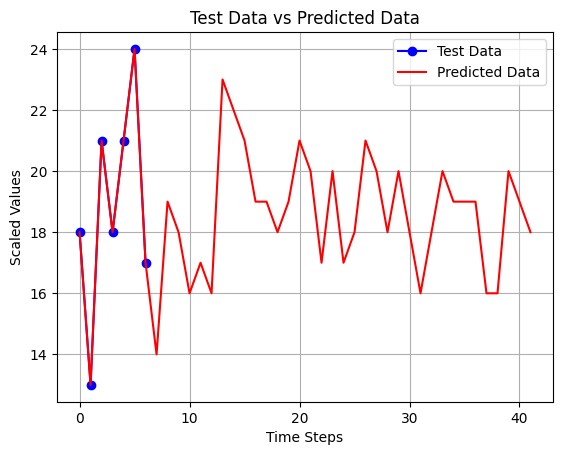 Test Data vs Predicted Data
Test Data
Predicted Data
Scaled Values
24
22
20
18
16
14
0
10
20
30
40
Time Steps